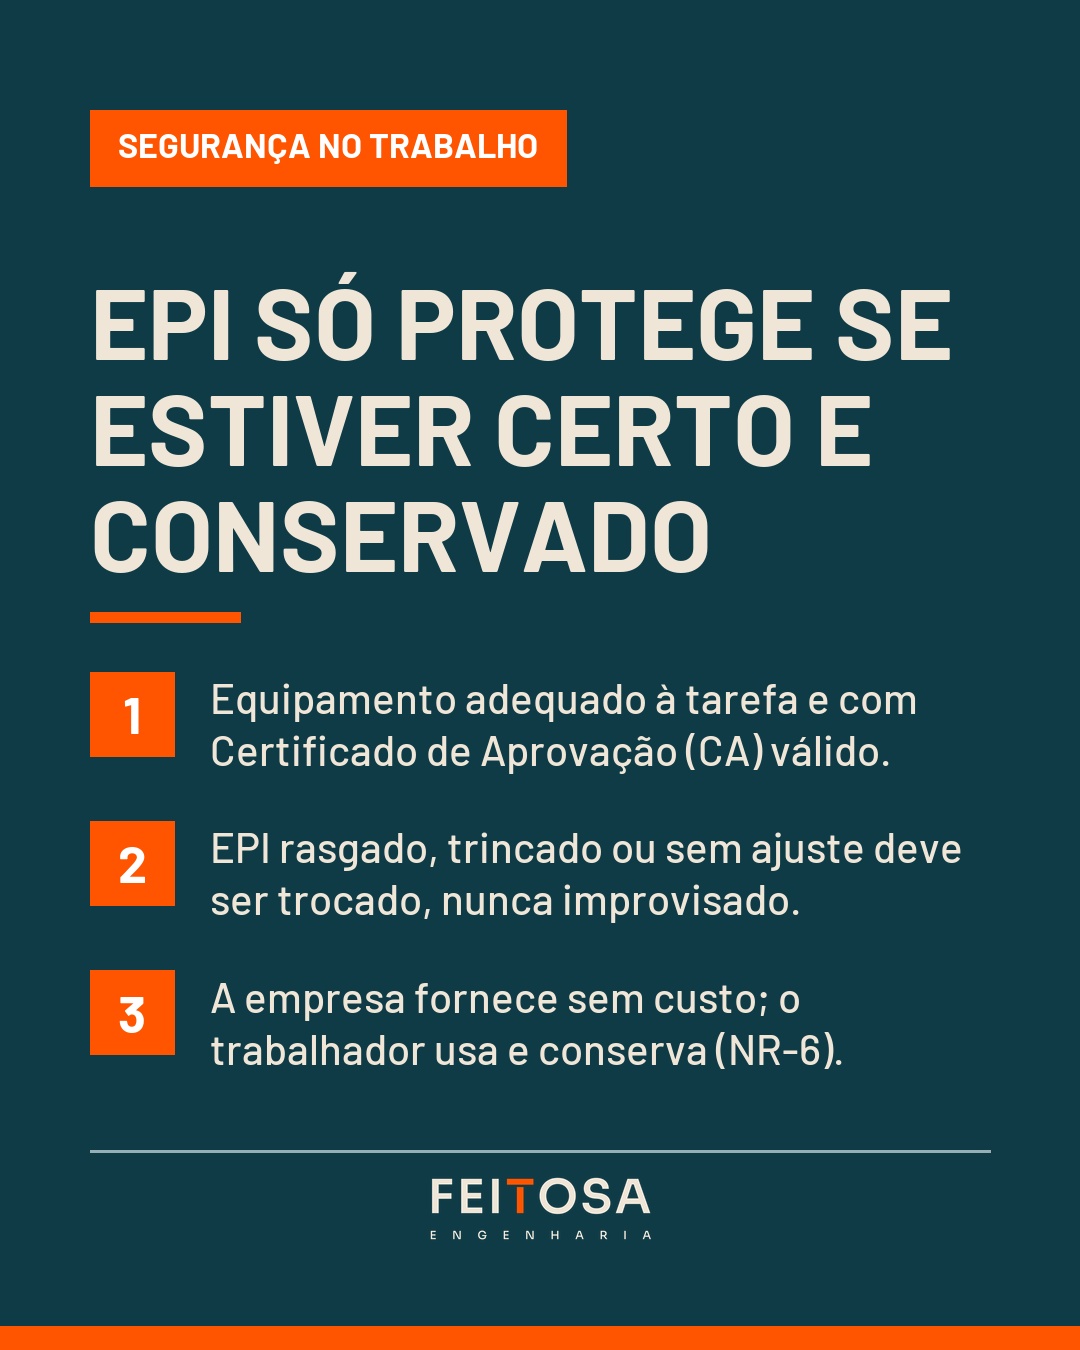 SEGURANÇA NO TRABALHO
EPI SÓ PROTEGE SE
ESTIVER CERTO E
CONSERVADO
1
Equipamento adequado à tarefa e com
Certificado de Aprovação (CA) válido.
2
EPI rasgado, trincado ou sem ajuste deve
ser trocado, nunca improvisado.
3
A empresa fornece sem custo; o
trabalhador usa e conserva (NR-6).
FEITOSA
ENGENHARIA